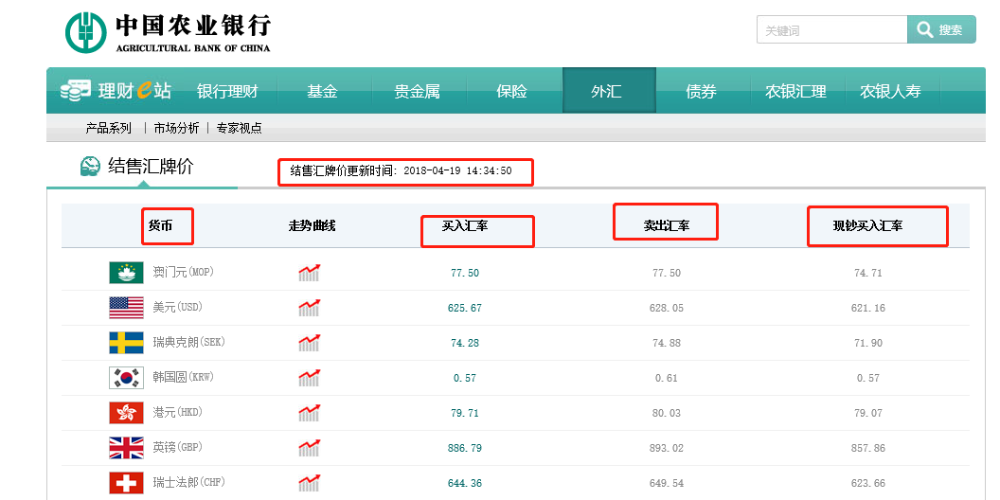 中国农业银行
AGRICULTURAL BANK OF CHINA
关键词 搜索
理财e站 银行理财 基金 贵金属 保险 外汇 债券 农银汇理 农银人寿
产品系列 | 市场分析 | 专家视点
结售汇牌价 结售汇牌价更新时间: 2018-04-19 14:34:50
货币 走势曲线 买入汇率 卖出汇率 现钞买入汇率
澳门元(MOP) 77.50 77.50 74.71
美元(USD) 625.67 628.05 621.16
瑞典克朗(SEK) 74.28 74.88 71.90
韩国圆(KRW) 0.57 0.61 0.57
港元(HKD) 79.71 80.03 79.07
英镑(GBP) 886.79 893.02 857.86
瑞士法郎(CHF) 644.36 649.54 623.66